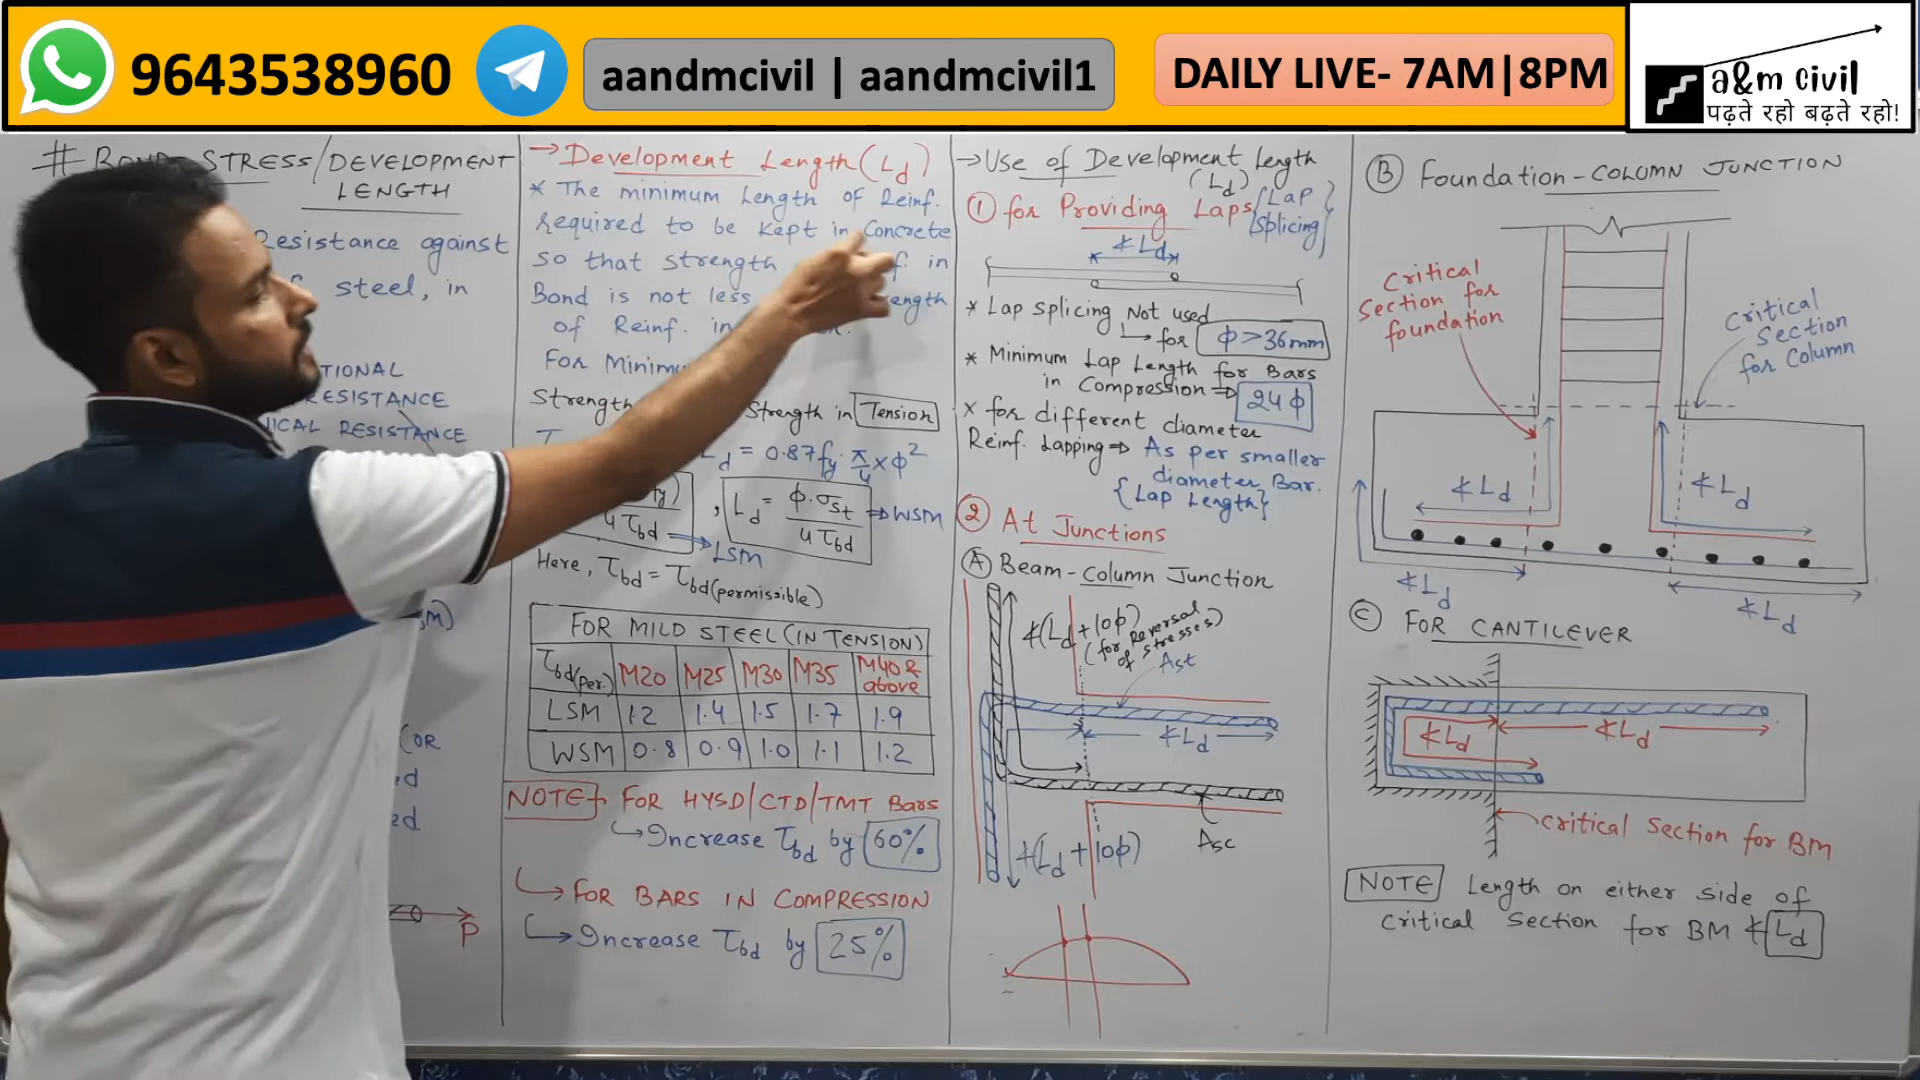 9643538960
aandmcivil | aandmcivil1
DAILY LIVE- 7AM|8PM
a&m civil
पढ़ते रहो बढ़ते रहो!
# BOND STRESS/DEVELOPMENT
LENGTH
Resistance against
steel, in
TIONAL
RESISTANCE
ICAL RESISTANCE
P
→ Development Length (Ld)
* The minimum Length of Reinf.
required to be kept in Concrete
so that strength in
Bond is not less
of Reinf. in
For Minimum
Strength Strength in Tension
Ld = 0.87fy. π/4 × φ²
4τbd → LSM
, Ld = φ.σst/4τbd ⇒ WSM
Here, τbd = τbd(permissible)
FOR MILD STEEL (IN TENSION)
τbd(Per.) M20 M25 M30 M35 M40 & above
LSM 1.2 1.4 1.5 1.7 1.9
WSM 0.8 0.9 1.0 1.1 1.2
NOTE → FOR HYSD/CTD/TMT Bars
↳ Increase τbd by 60%
↳ FOR BARS IN COMPRESSION
↳ Increase τbd by 25%
→ Use of Development Length
(Ld)
① for Providing Laps {Lap Splicing}
≮ Ld
* Lap Splicing Not used
↳ for φ>36mm
* Minimum Lap Length for Bars
in Compression ⇒ 24φ
× for different diameter
Reinf. Lapping ⇒ As per smaller
diameter Bar.
{Lap Length}
② At Junctions
Ⓐ Beam-Column Junction
≮(Ld+10φ)
(for Reversal
of stresses)
Ast
≮Ld
Asc
≮(Ld+10φ)
Ⓑ Foundation-COLUMN JUNCTION
Critical
Section for
foundation
Critical
Section
for Column
≮Ld
≮Ld
≮Ld
≮Ld
Ⓒ FOR CANTILEVER
≮Ld
≮Ld
critical Section for BM
NOTE Length on either side of
Critical Section for BM ≮ Ld